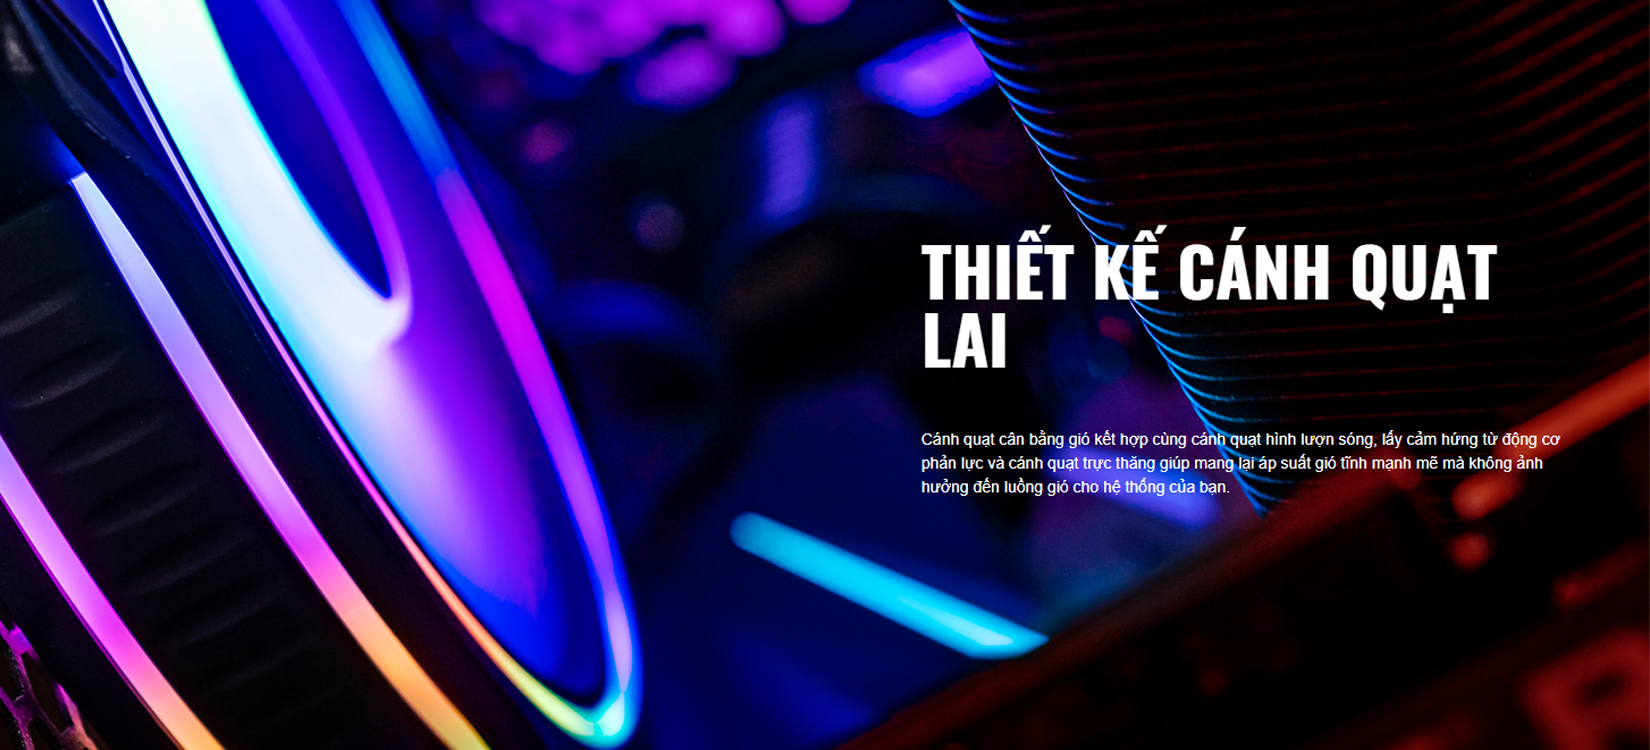 THIẾT KẾ CÁNH QUẠT
LAI
Cánh quạt cân bằng gió kết hợp cùng cánh quạt hình lượn sóng, lấy cảm hứng từ động cơ
phản lực và cánh quạt trực thăng giúp mang lại áp suất gió tĩnh mạnh mẽ mà không ảnh
hưởng đến luồng gió cho hệ thống của bạn.